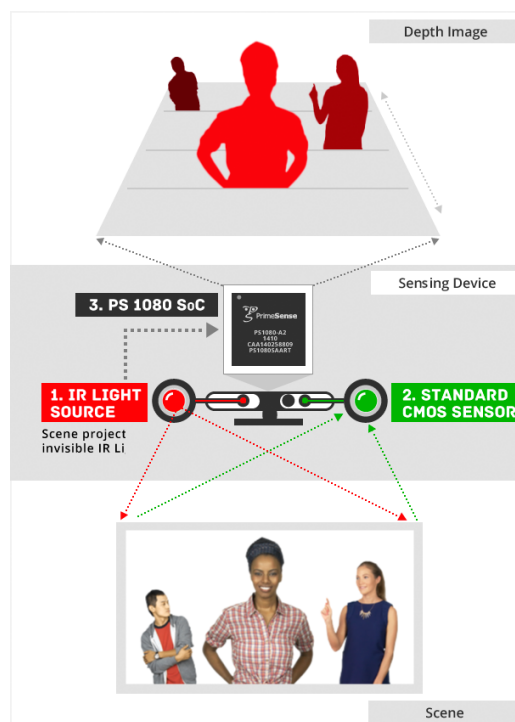 Depth Image
Sensing Device
3. PS 1080 SoC
PrimeSense
PS1080-A2
1410
CAA140258809
PS1080SAART
1. IR LIGHT
SOURCE
2. STANDARD
CMOS SENSOR
Scene project
invisible IR Li
Scene